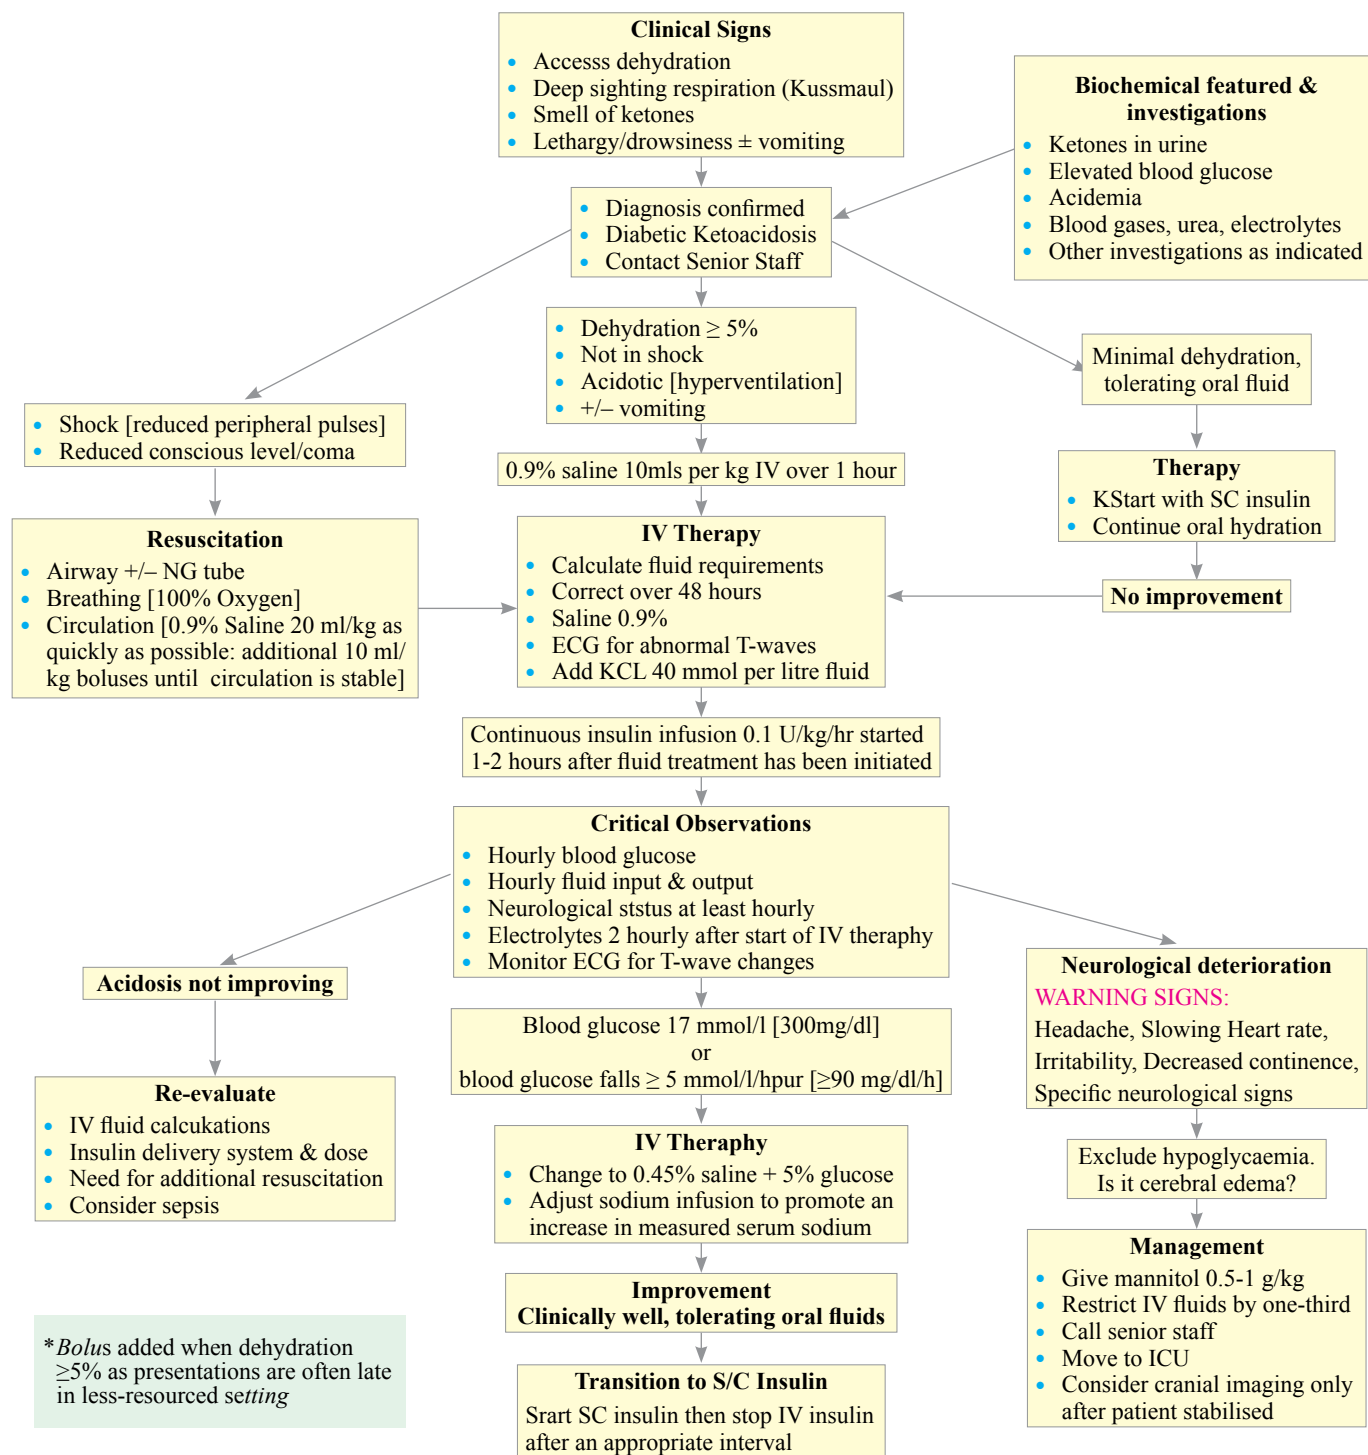 Clinical Signs
• Accesss dehydration
• Deep sighting respiration (Kussmaul)
• Smell of ketones
• Lethargy/drowsiness ± vomiting
Biochemical featured &
investigations
• Ketones in urine
• Elevated blood glucose
• Acidemia
• Blood gases, urea, electrolytes
• Other investigations as indicated
• Diagnosis confirmed
• Diabetic Ketoacidosis
• Contact Senior Staff
• Shock [reduced peripheral pulses]
• Reduced conscious level/coma
• Dehydration ≥ 5%
• Not in shock
• Acidotic [hyperventilation]
• +/– vomiting
Minimal dehydration,
tolerating oral fluid
0.9% saline 10mls per kg IV over 1 hour
Therapy
• KStart with SC insulin
• Continue oral hydration
Resuscitation
• Airway +/– NG tube
• Breathing [100% Oxygen]
• Circulation [0.9% Saline 20 ml/kg as
quickly as possible: additional 10 ml/
kg boluses until circulation is stable]
IV Therapy
• Calculate fluid requirements
• Correct over 48 hours
• Saline 0.9%
• ECG for abnormal T-waves
• Add KCL 40 mmol per litre fluid
No improvement
Continuous insulin infusion 0.1 U/kg/hr started
1-2 hours after fluid treatment has been initiated
Critical Observations
• Hourly blood glucose
• Hourly fluid input & output
• Neurological ststus at least hourly
• Electrolytes 2 hourly after start of IV theraphy
• Monitor ECG for T-wave changes
Acidosis not improving
Re-evaluate
• IV fluid calcukations
• Insulin delivery system & dose
• Need for additional resuscitation
• Consider sepsis
Blood glucose 17 mmol/l [300mg/dl]
or
blood glucose falls ≥ 5 mmol/l/hpur [≥90 mg/dl/h]
IV Theraphy
• Change to 0.45% saline + 5% glucose
• Adjust sodium infusion to promote an
increase in measured serum sodium
Improvement
Clinically well, tolerating oral fluids
Transition to S/C Insulin
Srart SC insulin then stop IV insulin
after an appropriate interval
Neurological deterioration
WARNING SIGNS:
Headache, Slowing Heart rate,
Irritability, Decreased continence,
Specific neurological signs
Exclude hypoglycaemia.
Is it cerebral edema?
Management
• Give mannitol 0.5-1 g/kg
• Restrict IV fluids by one-third
• Call senior staff
• Move to ICU
• Consider cranial imaging only
after patient stabilised
*Bolus added when dehydration
≥5% as presentations are often late
in less-resourced setting